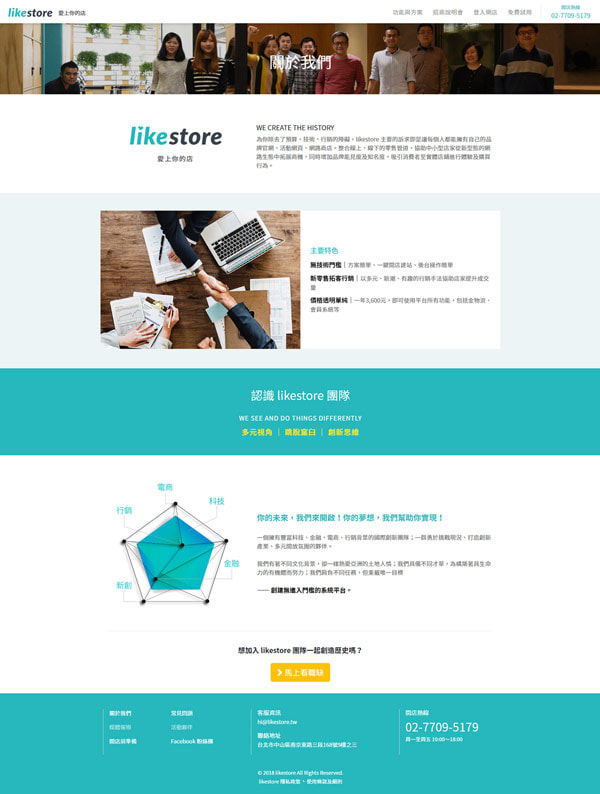 likestore 愛上你的店
功能與方案 招商說明會 登入網店 免費試用
開店熱線
02-7709-5179
關於我們
likestore
愛上你的店
WE CREATE THE HISTORY
為你除去了預算、技術、行銷的障礙，likestore 主要的訴求即是讓每個人都能擁有自己的品
牌官網、活動網頁、網路商店。整合線上、線下的零售管道，協助中小型店家從新型態的網
路生態中拓展商機，同時增加品牌能見度及知名度，吸引消費者至實體店鋪進行體驗及購買
行為。
主要特色
無技術門檻｜方案簡單、一鍵開店建站、後台操作簡單
新零售拓客行銷｜以多元、新潮、有趣的行銷手法協助店家提升成交
量
價格透明單純｜一年3,600元，即可使用平台所有功能，包括金物流，
會員系統等
認識 likestore 團隊
WE SEE AND DO THINGS DIFFERENTLY
多元視角｜跳脫窠臼｜創新思維
電商
科技
行銷
金融
新創
你的未來，我們來開啟！你的夢想，我們幫助你實現！
一個擁有豐富科技、金融、電商、行銷背景的國際創新團隊；一群勇於挑戰現況、打造創新
產業、多元開放氛圍的夥伴。
我們有著不同文化背景，卻一樣熱愛亞洲的土地人情；我們具備不同才華，為構築著具生命
力的有機體而努力；我們肩負不同任務，但堅載唯一目標
—— 創建無進入門檻的系統平台。
想加入 likestore 團隊一起創造歷史嗎？
馬上看職缺
關於我們 常見問題
媒體報導 活動夥伴
開店前準備 Facebook 粉絲團
客服資訊
hi@likestore.tw
聯絡地址
台北市中山區南京東路三段168號9樓之三
開店熱線
02-7709-5179
周一至周五 10:00~18:00
© 2018 likestore All Rights Reserved.
likestore 隱私政策、使用條款及細則